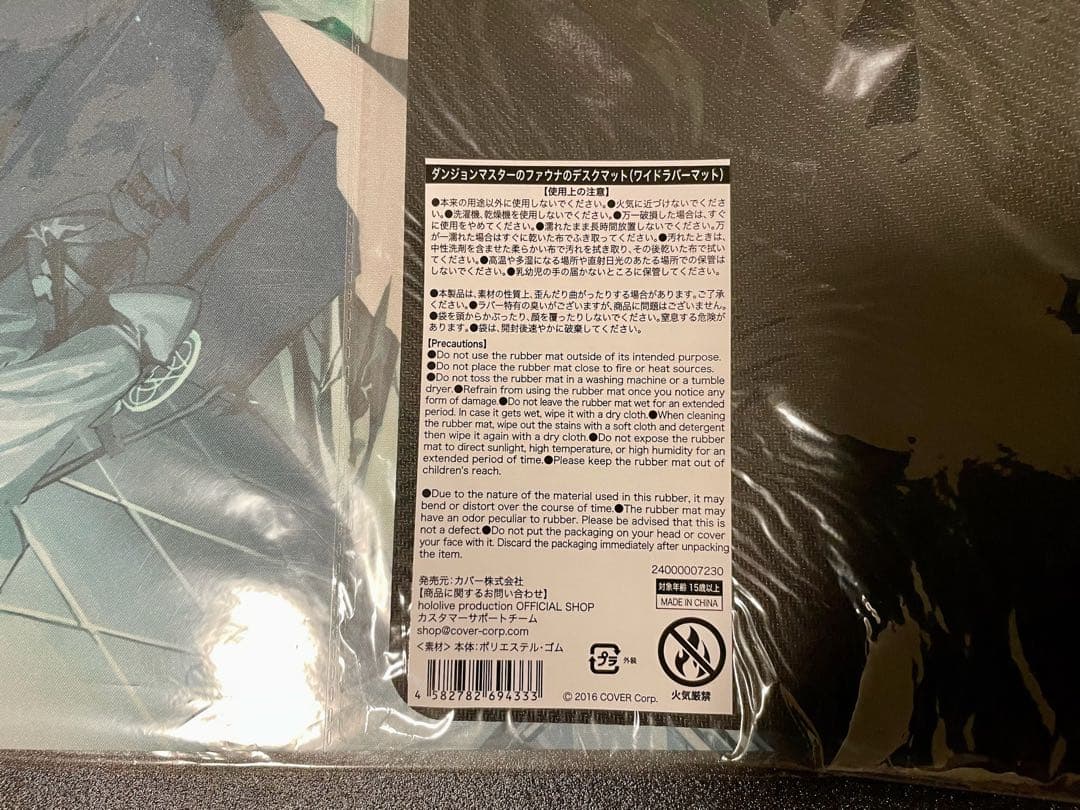 ダンジョンマスターのファウナのデスクマット(ワイドラバーマット)
【使用上の注意】
●本来の用途以外に使用しないでください。●火気に近づけないでくださ
い。●洗濯機、乾燥機を使用しないでください。●万一破損した場合は、すぐ
に使用をやめてください。●濡れたまま長時間放置しないでください。万
が一濡れた場合はすぐに乾いた布でふき取ってください。●汚れたときは、
中性洗剤を含ませた柔らかい布で汚れを拭き取り、その後乾いた布で拭い
てください。●高温や多湿になる場所や直射日光のあたる場所での保管は
しないでください。●乳幼児の手の届かないところに保管してください。
●本製品は、素材の性質上、歪んだり曲がったりする場合があります。ご了承
ください。●ラバー特有の臭いがございますが、商品に問題はございません。
●袋を頭からかぶったり、顔を覆ったりしないでください。窒息する危険が
あります。●袋は、開封後速やかに破棄してください。
【Precautions】
●Do not use the rubber mat outside of its intended purpose.
●Do not place the rubber mat close to fire or heat sources.
●Do not toss the rubber mat in a washing machine or a tumble
dryer.●Refrain from using the rubber mat once you notice any
form of damage.●Do not leave the rubber mat wet for an extended
period. In case it gets wet, wipe it with a dry cloth.●When cleaning
the rubber mat, wipe out the stains with a soft cloth and detergent
then wipe it again with a dry cloth.●Do not expose the rubber
mat to direct sunlight, high temperature, or high humidity for an
extended period of time.●Please keep the rubber mat out of
children's reach.
●Due to the nature of the material used in this rubber, it may
bend or distort over the course of time.●The rubber mat may
have an odor peculiar to rubber. Please be advised that this is
not a defect.●Do not put the packaging on your head or cover
your face with it. Discard the packaging immediately after unpacking
the item.
24000007230
発売元:カバー株式会社
対象年齢 15歳以上
【商品に関するお問い合わせ】
MADE IN CHINA
hololive production OFFICIAL SHOP
カスタマーサポートチーム
shop@cover-corp.com
<素材> 本体:ポリエステル・ゴム
プラ 外装
4 582782 694333
© 2016 COVER Corp.
火気厳禁